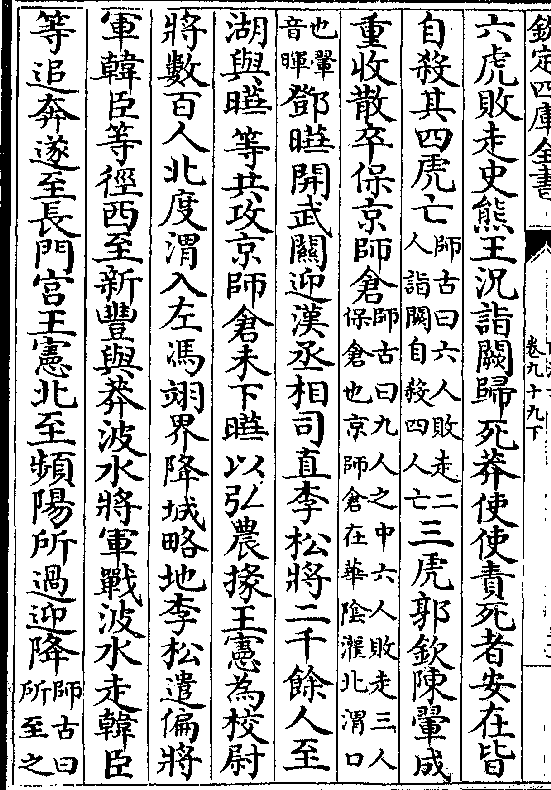 欽定四庫全書
卷九十九下
六虎敗走史熊王況詣闕歸死莽使使責死者安在皆
自殺其四虎亡師古曰六人敗走二人詣闕自殺四人亡三虎郭欽陳翬成
重收散卒保京師倉師古曰九人之中六人敗走三人保倉也京師倉在華隂灌北渭口
也翬音暉鄧曄開武關迎漢丞相司直李松將二千餘人至
湖與曄等共攻京師倉未下曄以弘農掾王憲為校尉
將數百人北度渭入左馮翊界降城略地李松遣偏將
軍韓臣等徑西至新豐與莽波水將軍戰波水走韓臣
等追奔遂至長門宫王憲北至頻陽所過迎降師古曰所至之